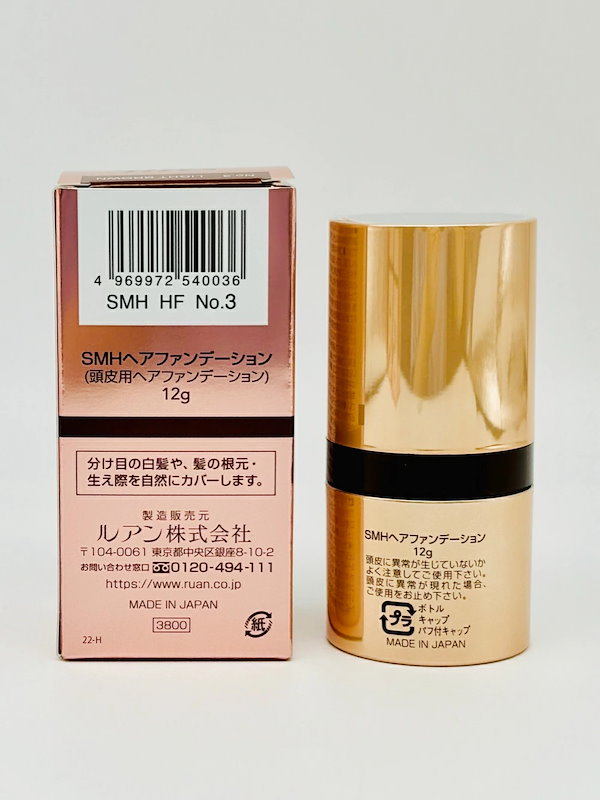 4 969972 540036
SMH HF No.3
SMHヘアファンデーション
(頭皮用ヘアファンデーション)
12g
分け目の白髪や、髪の根元・
生え際を自然にカバーします。
製造販売元
ルアン株式会社
〒104-0061 東京都中央区銀座8-10-2
お問い合わせ窓口 0120-494-111
https://www.ruan.co.jp
MADE IN JAPAN
3800
紙
22-H
SMHヘアファンデーション
12g
頭皮に異常が生じていないか
よく注意してご使用下さい。
頭皮に異常が現れた場合、
ご使用をお止め下さい。
プラ
ボトル
キャップ
パフ付キャップ
MADE IN JAPAN